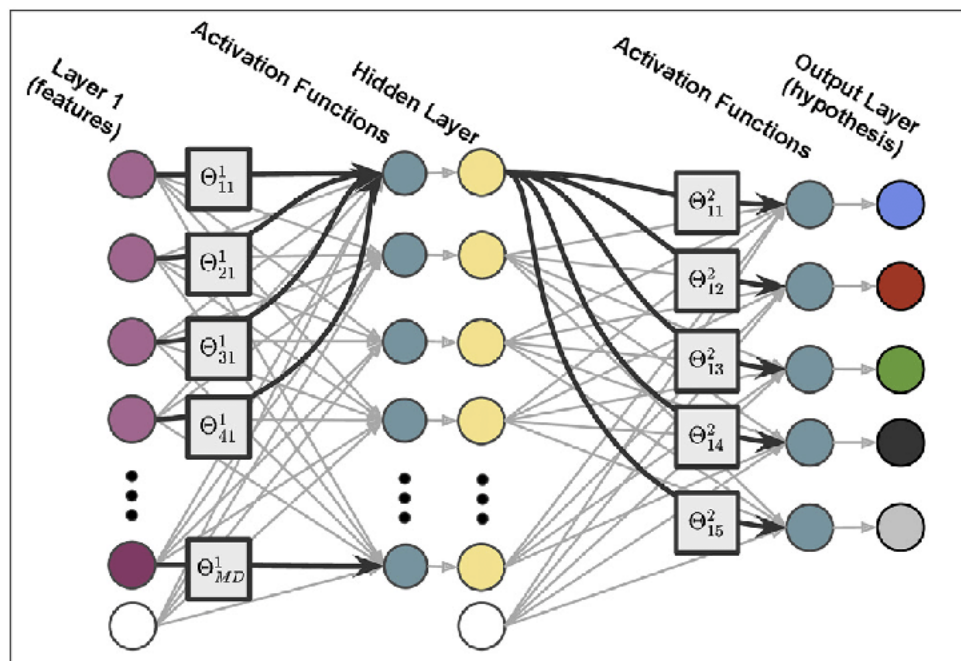 Layer 1
(features)
Activation Functions
Hidden Layer
Activation Functions
Output Layer
(hypothesis)
Θ¹₁₁
Θ¹₂₁
Θ¹₃₁
Θ¹₄₁
Θ¹_MD
Θ²₁₁
Θ²₁₂
Θ²₁₃
Θ²₁₄
Θ²₁₅